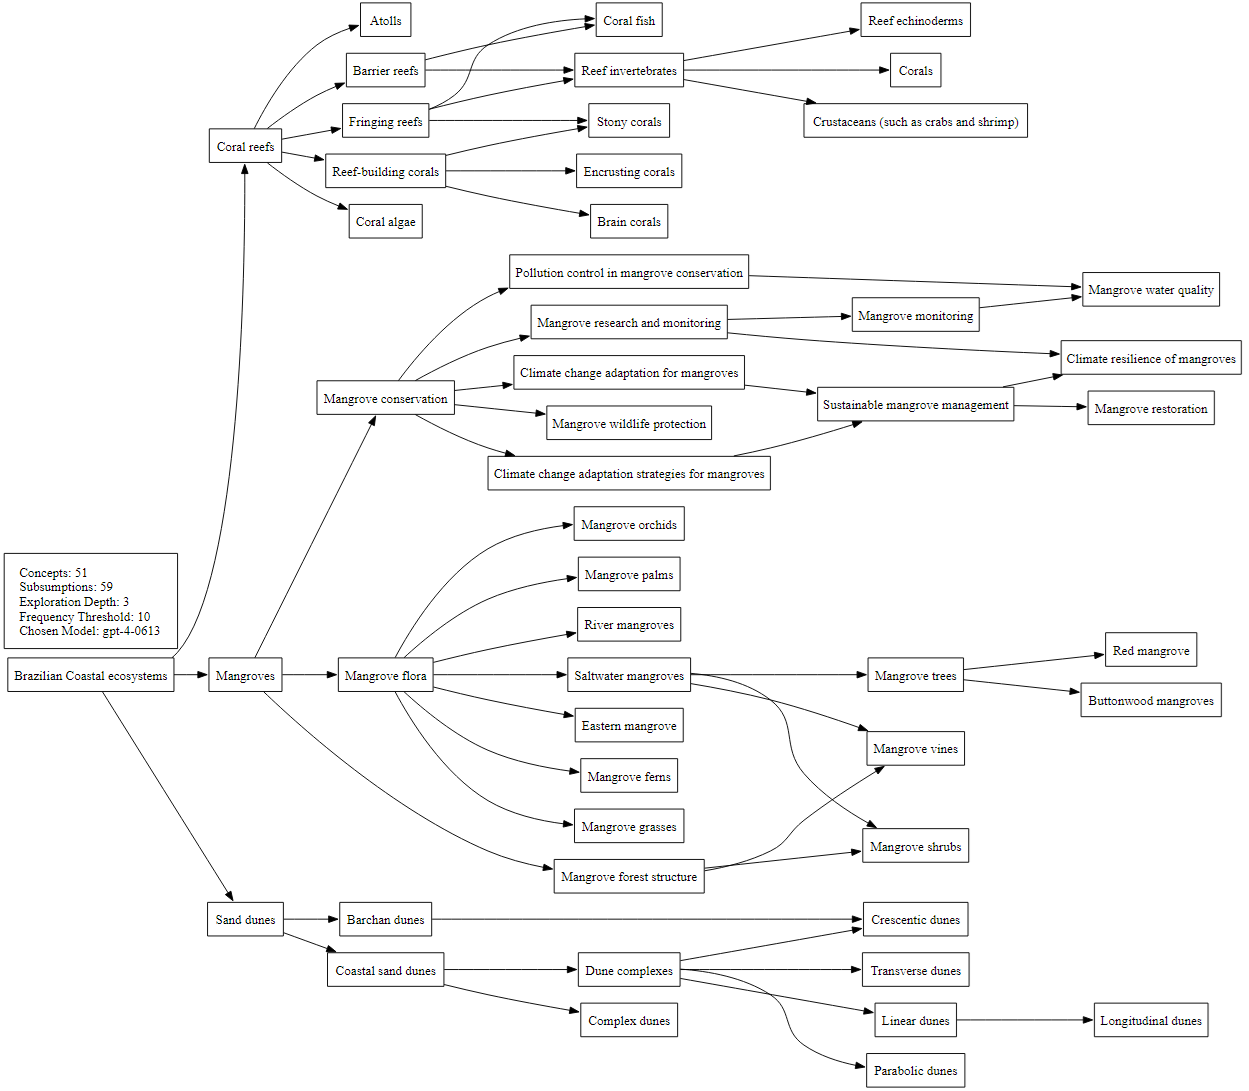 Atolls
Coral fish
Reef echinoderms
Barrier reefs
Reef invertebrates
Corals
Fringing reefs
Stony corals
Crustaceans (such as crabs and shrimp)
Coral reefs
Reef-building corals
Encrusting corals
Coral algae
Brain corals
Pollution control in mangrove conservation
Mangrove water quality
Mangrove research and monitoring
Mangrove monitoring
Climate resilience of mangroves
Climate change adaptation for mangroves
Mangrove conservation
Sustainable mangrove management
Mangrove restoration
Mangrove wildlife protection
Climate change adaptation strategies for mangroves
Mangrove orchids
Concepts: 51
Subsumptions: 59
Exploration Depth: 3
Frequency Threshold: 10
Chosen Model: gpt-4-0613
Mangrove palms
River mangroves
Red mangrove
Brazilian Coastal ecosystems
Mangroves
Mangrove flora
Saltwater mangroves
Mangrove trees
Buttonwood mangroves
Eastern mangrove
Mangrove vines
Mangrove ferns
Mangrove grasses
Mangrove shrubs
Mangrove forest structure
Sand dunes
Barchan dunes
Crescentic dunes
Coastal sand dunes
Dune complexes
Transverse dunes
Complex dunes
Linear dunes
Longitudinal dunes
Parabolic dunes